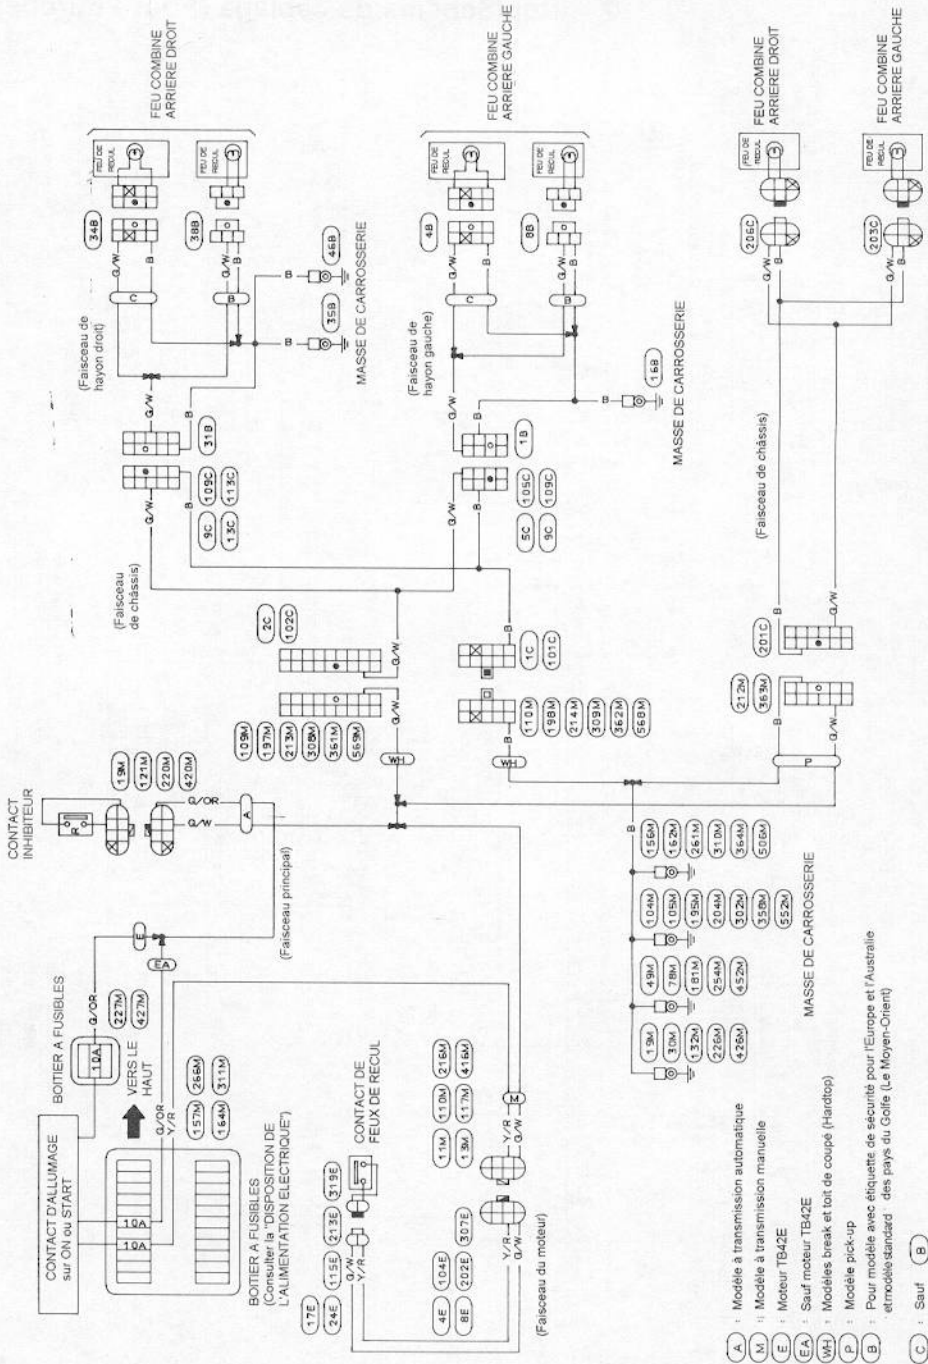 CONTACT D'ALLUMAGE
sur ON ou START
BOITIER A FUSIBLES
10A
G/OR
227M
427M
VERS LE
HAUT
10A
10A
G/OR
Y/R
157M
266M
164M
311M
BOITIER A FUSIBLES
(Consulter la "DISPOSITION DE
L'ALIMENTATION ELECTRIQUE")
E
EA
CONTACT
INHIBITEUR
R
19M
121M
220M
420M
G/OR
G/W
A
(Faisceau principal)
17E
24E
115E
213E
319E
CONTACT DE
FEUX DE RECUL
G/W
Y/R
4E
104E
8E
202E
307E
11M
110M
216M
13M
117M
416M
Y/R
G/W
Y/R
G/W
M
(Faisceau du moteur)
109M
197M
213M
308M
361M
569M
2C
102C
G/W
G/W
WH
110M
198M
214M
309M
362M
568M
1C
101C
B
B
WH
(Faisceau
de châssis)
G/W
B
9C
109C
13C
113C
31B
G/W
B
(Faisceau de
hayon droit)
C
B
G/W
B
G/W
B
34B
38B
FEU DE
RECUL
FEU DE
RECUL
FEU COMBINE
ARRIERE DROIT
B
35B
B
46B
MASSE DE CARROSSERIE
G/W
B
5C
105C
9C
109C
1B
G/W
B
(Faisceau de
hayon gauche)
C
B
G/W
B
G/W
B
4B
8B
FEU DE
RECUL
FEU DE
RECUL
FEU COMBINE
ARRIERE GAUCHE
B
16B
MASSE DE CARROSSERIE
P
B
G/W
212M
363M
201C
B
G/W
(Faisceau de châssis)
G/W
B
G/W
B
206C
203C
FEU DE
RECUL
FEU DE
RECUL
FEU COMBINE
ARRIERE DROIT
FEU COMBINE
ARRIERE GAUCHE
B
19M
30M
132M
226M
426M
49M
78M
181M
254M
452M
104M
105M
195M
204M
302M
358M
552M
156M
162M
261M
310M
364M
506M
MASSE DE CARROSSERIE
A : Modèle à transmission automatique
M : Modèle à transmission manuelle
E : Moteur TB42E
EA : Sauf moteur TB42E
WH : Modèles break et toit de coupé (Hardtop)
P : Modèle pick-up
B : Pour modèle avec étiquette de sécurité pour l'Europe et l'Australie
et modèle standard des pays du Golfe (Le Moyen-Orient)
C : Sauf B